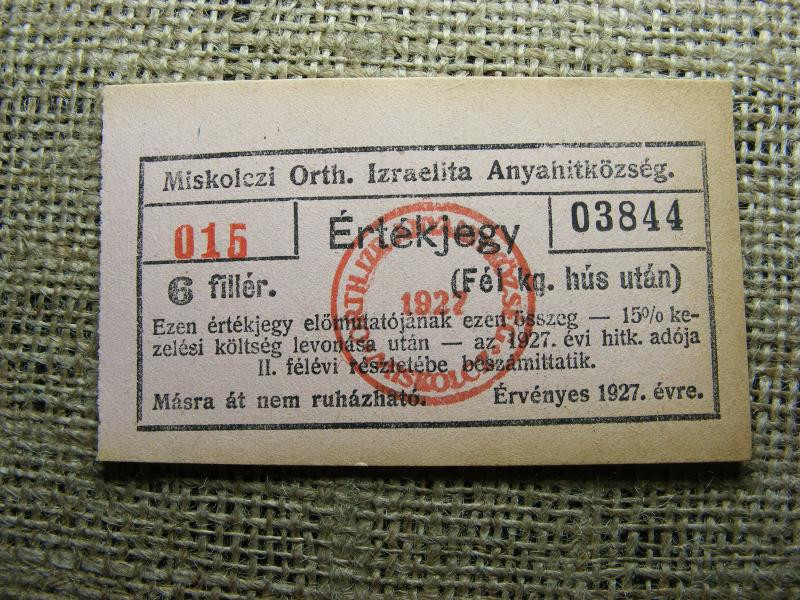 Miskolczi Orth. Izraelita Anyahitközség.
015
Értékjegy
03844
6 fillér.
(Fél kg. hús után)
Ezen értékjegy előmutatójának ezen összeg — 15% ke-
zelési költség levonása után — az 1927. évi hitk. adója
II. félévi részletébe beszámittatik.
Másra át nem ruházható.
Érvényes 1927. évre.
1927
MISKOLCZ